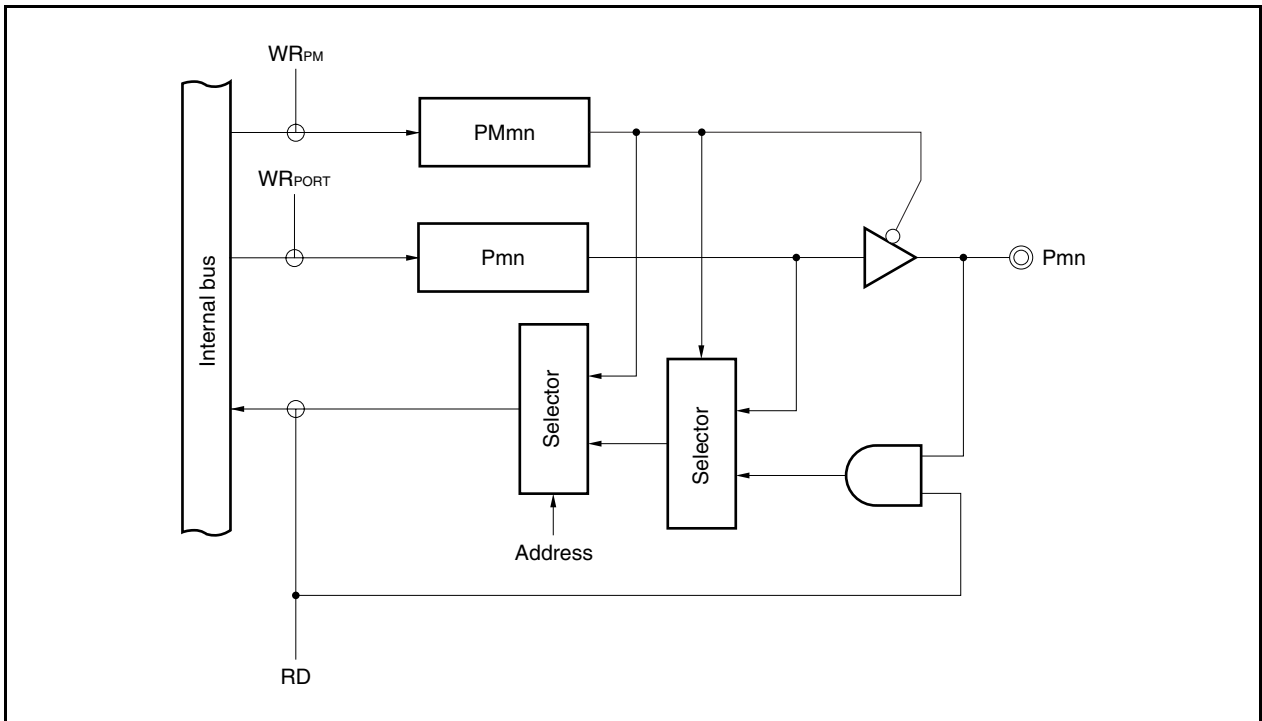 WRPM
PMmn
WRPORT
Pmn
Pmn
Internal bus
Selector
Selector
Address
RD